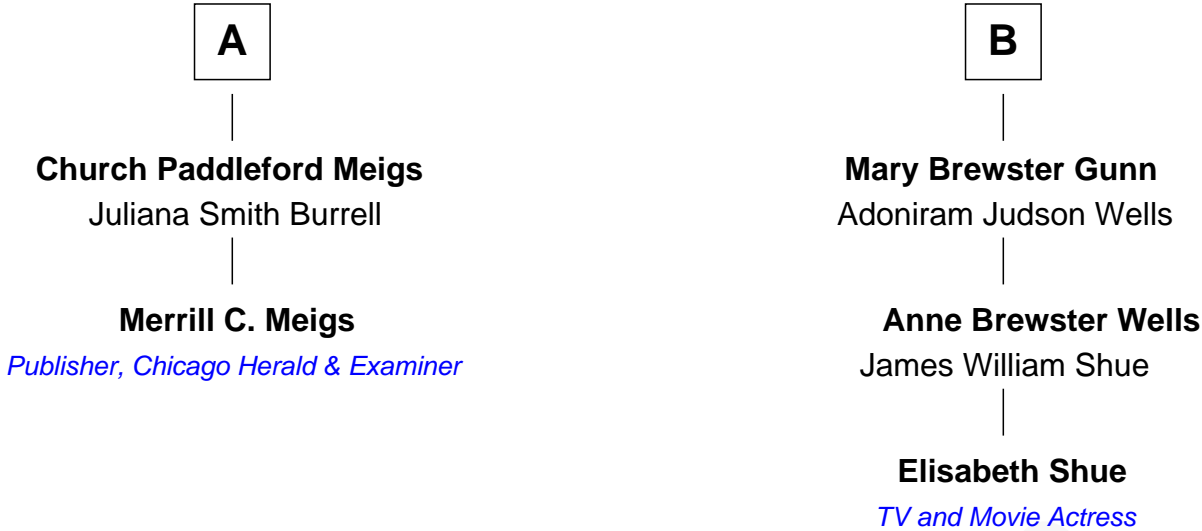 A
Church Paddleford Meigs
Juliana Smith Burrell
Merrill C. Meigs
Publisher, Chicago Herald & Examiner
B
Mary Brewster Gunn
Adoniram Judson Wells
Anne Brewster Wells
James William Shue
Elisabeth Shue
TV and Movie Actress